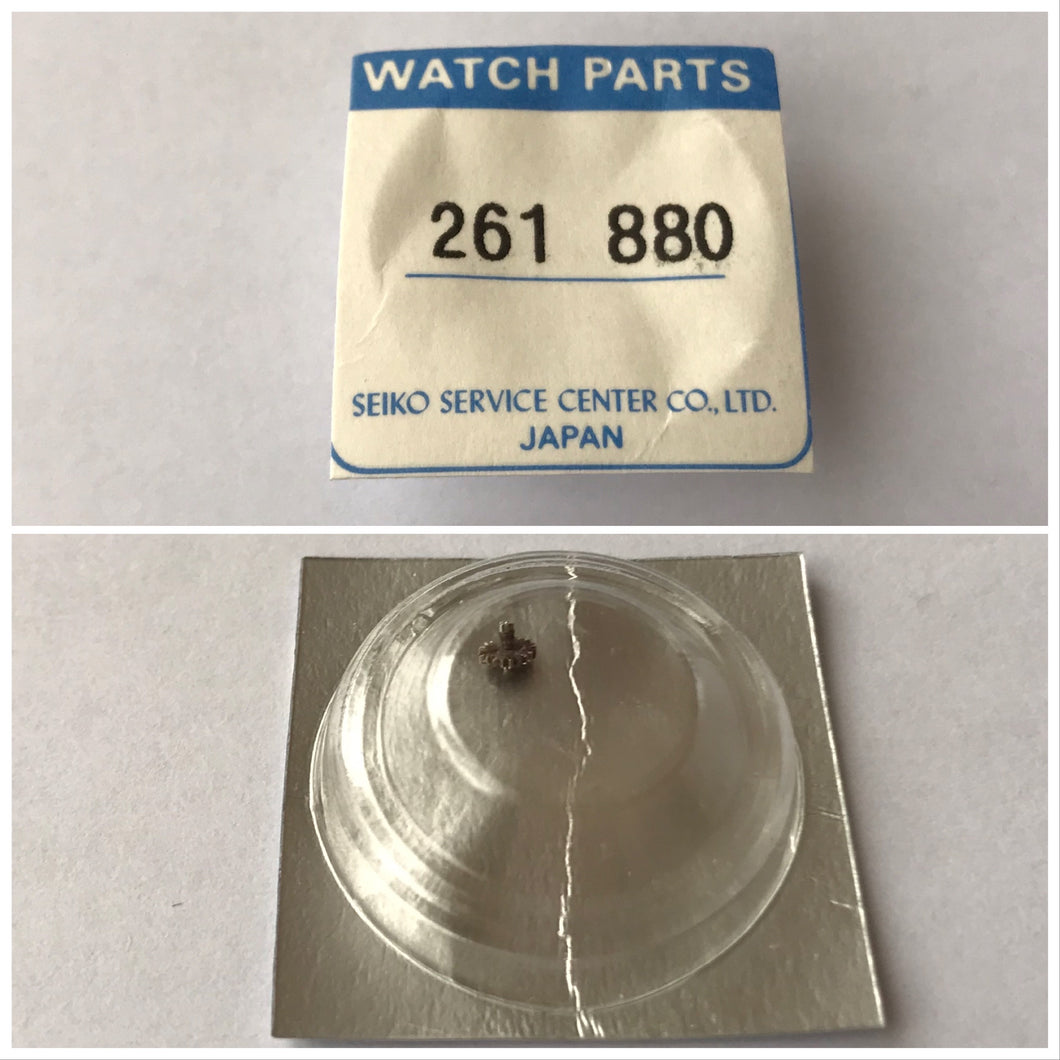 WATCH PARTS
261 880
SEIKO SERVICE CENTER CO., LTD.
JAPAN